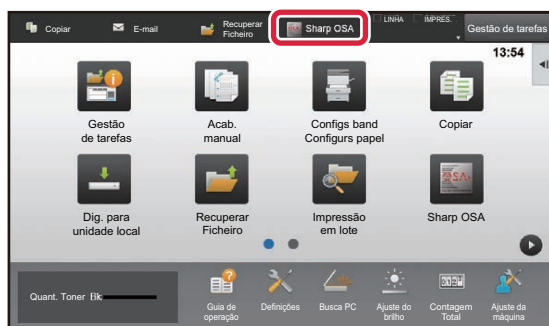 Copiar
E-mail
Recuperar
Ficheiro
Sharp OSA
LINHA
IMPRES.
Gestão de tarefas
13:54
Gestão
de tarefas
Acab.
manual
Configs band
Configurs papel
Copiar
Dig. para
unidade local
Recuperar
Ficheiro
Impressão
em lote
Sharp OSA
Quant. Toner Bk
Guia de
operação
Definições
Busca PC
Ajuste do
brilho
Contagem
Total
Ajuste da
máquina